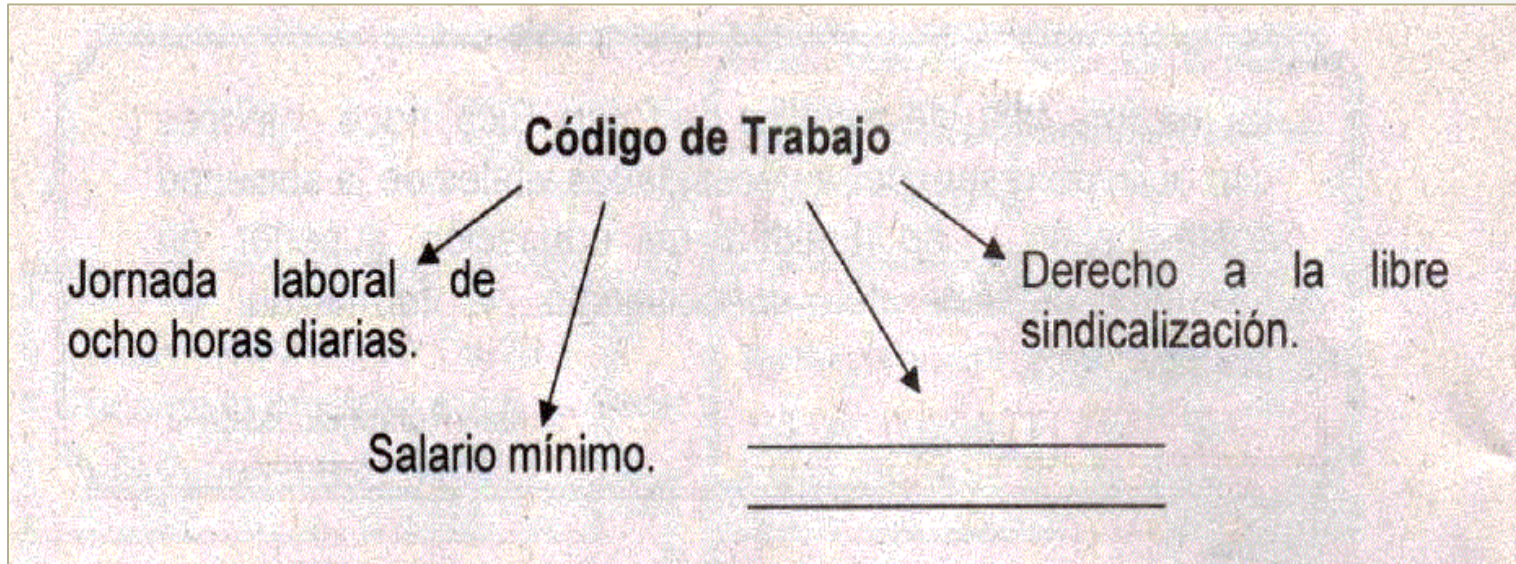 Código de Trabajo
Jornada laboral de
ocho horas diarias.
Salario mínimo.
Derecho a la libre
sindicalización.